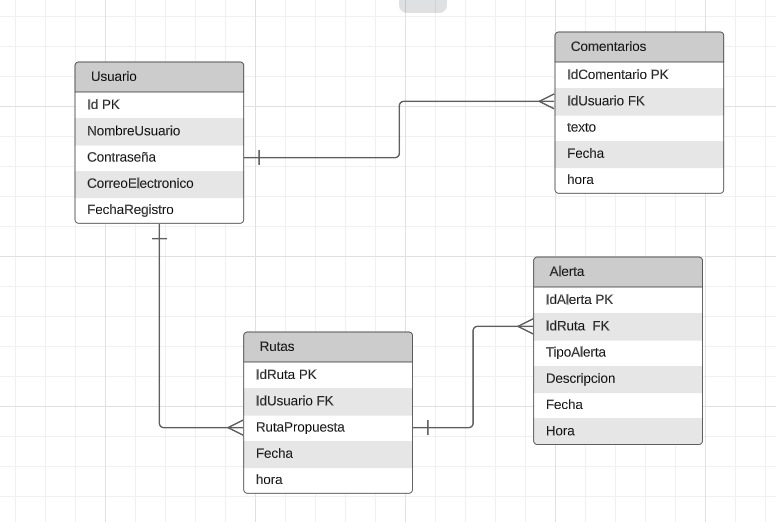 Usuario
Id PK
NombreUsuario
Contraseña
CorreoElectronico
FechaRegistro
Comentarios
IdComentario PK
IdUsuario FK
texto
Fecha
hora
Rutas
IdRuta PK
IdUsuario FK
RutaPropuesta
Fecha
hora
Alerta
IdAlerta PK
IdRuta  FK
TipoAlerta
Descripcion
Fecha
Hora